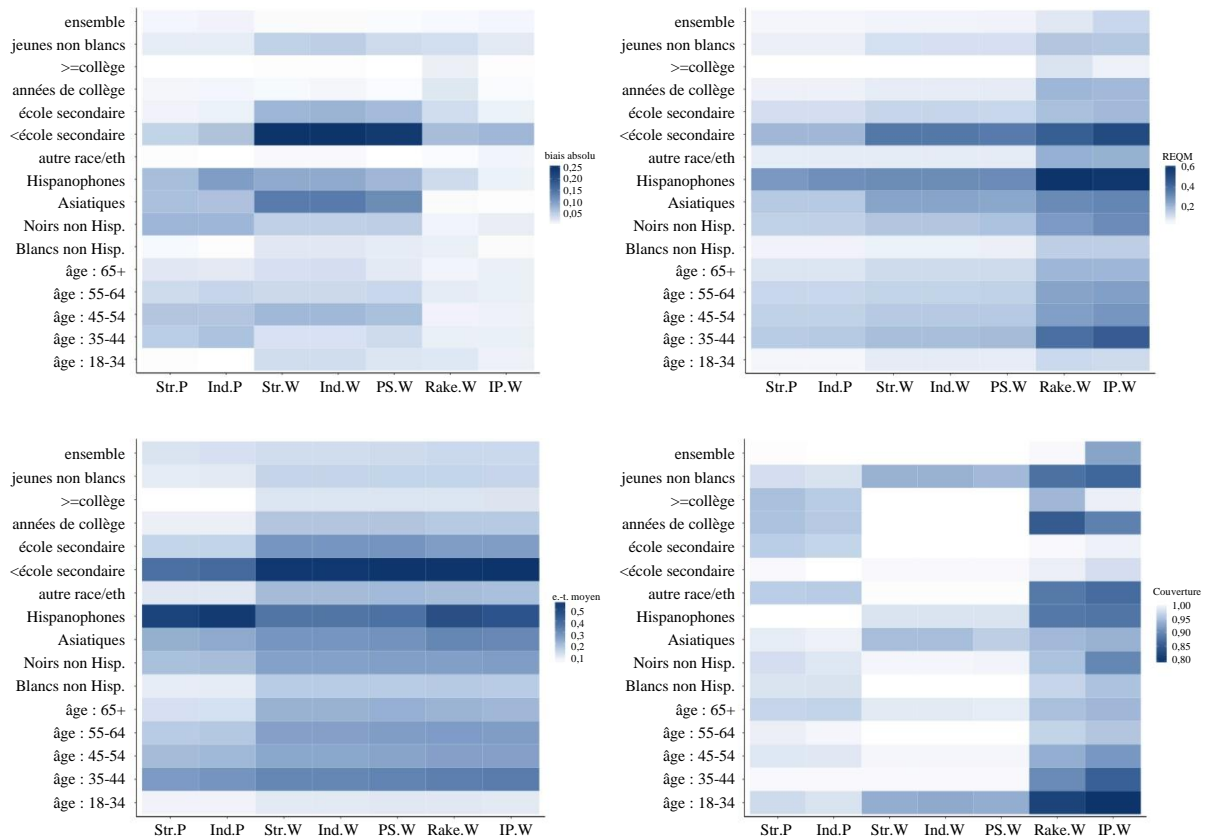 ensemble
jeunes non blancs
>=collège
années de collège
école secondaire
<école secondaire
autre race/eth
Hispanophones
Asiatiques
Noirs non Hisp.
Blancs non Hisp.
âge : 65+
âge : 55-64
âge : 45-54
âge : 35-44
âge : 18-34
Str.P Ind.P Str.W Ind.W PS.W Rake.W IP.W
biais absolu
0,25
0,20
0,15
0,10
0,05
ensemble
jeunes non blancs
>=collège
années de collège
école secondaire
<école secondaire
autre race/eth
Hispanophones
Asiatiques
Noirs non Hisp.
Blancs non Hisp.
âge : 65+
âge : 55-64
âge : 45-54
âge : 35-44
âge : 18-34
Str.P Ind.P Str.W Ind.W PS.W Rake.W IP.W
REQM
0,6
0,4
0,2
ensemble
jeunes non blancs
>=collège
années de collège
école secondaire
<école secondaire
autre race/eth
Hispanophones
Asiatiques
Noirs non Hisp.
Blancs non Hisp.
âge : 65+
âge : 55-64
âge : 45-54
âge : 35-44
âge : 18-34
Str.P Ind.P Str.W Ind.W PS.W Rake.W IP.W
e.-t. moyen
0,5
0,4
0,3
0,2
0,1
ensemble
jeunes non blancs
>=collège
années de collège
école secondaire
<école secondaire
autre race/eth
Hispanophones
Asiatiques
Noirs non Hisp.
Blancs non Hisp.
âge : 65+
âge : 55-64
âge : 45-54
âge : 35-44
âge : 18-34
Str.P Ind.P Str.W Ind.W PS.W Rake.W IP.W
Couverture
1,00
0,95
0,90
0,85
0,80